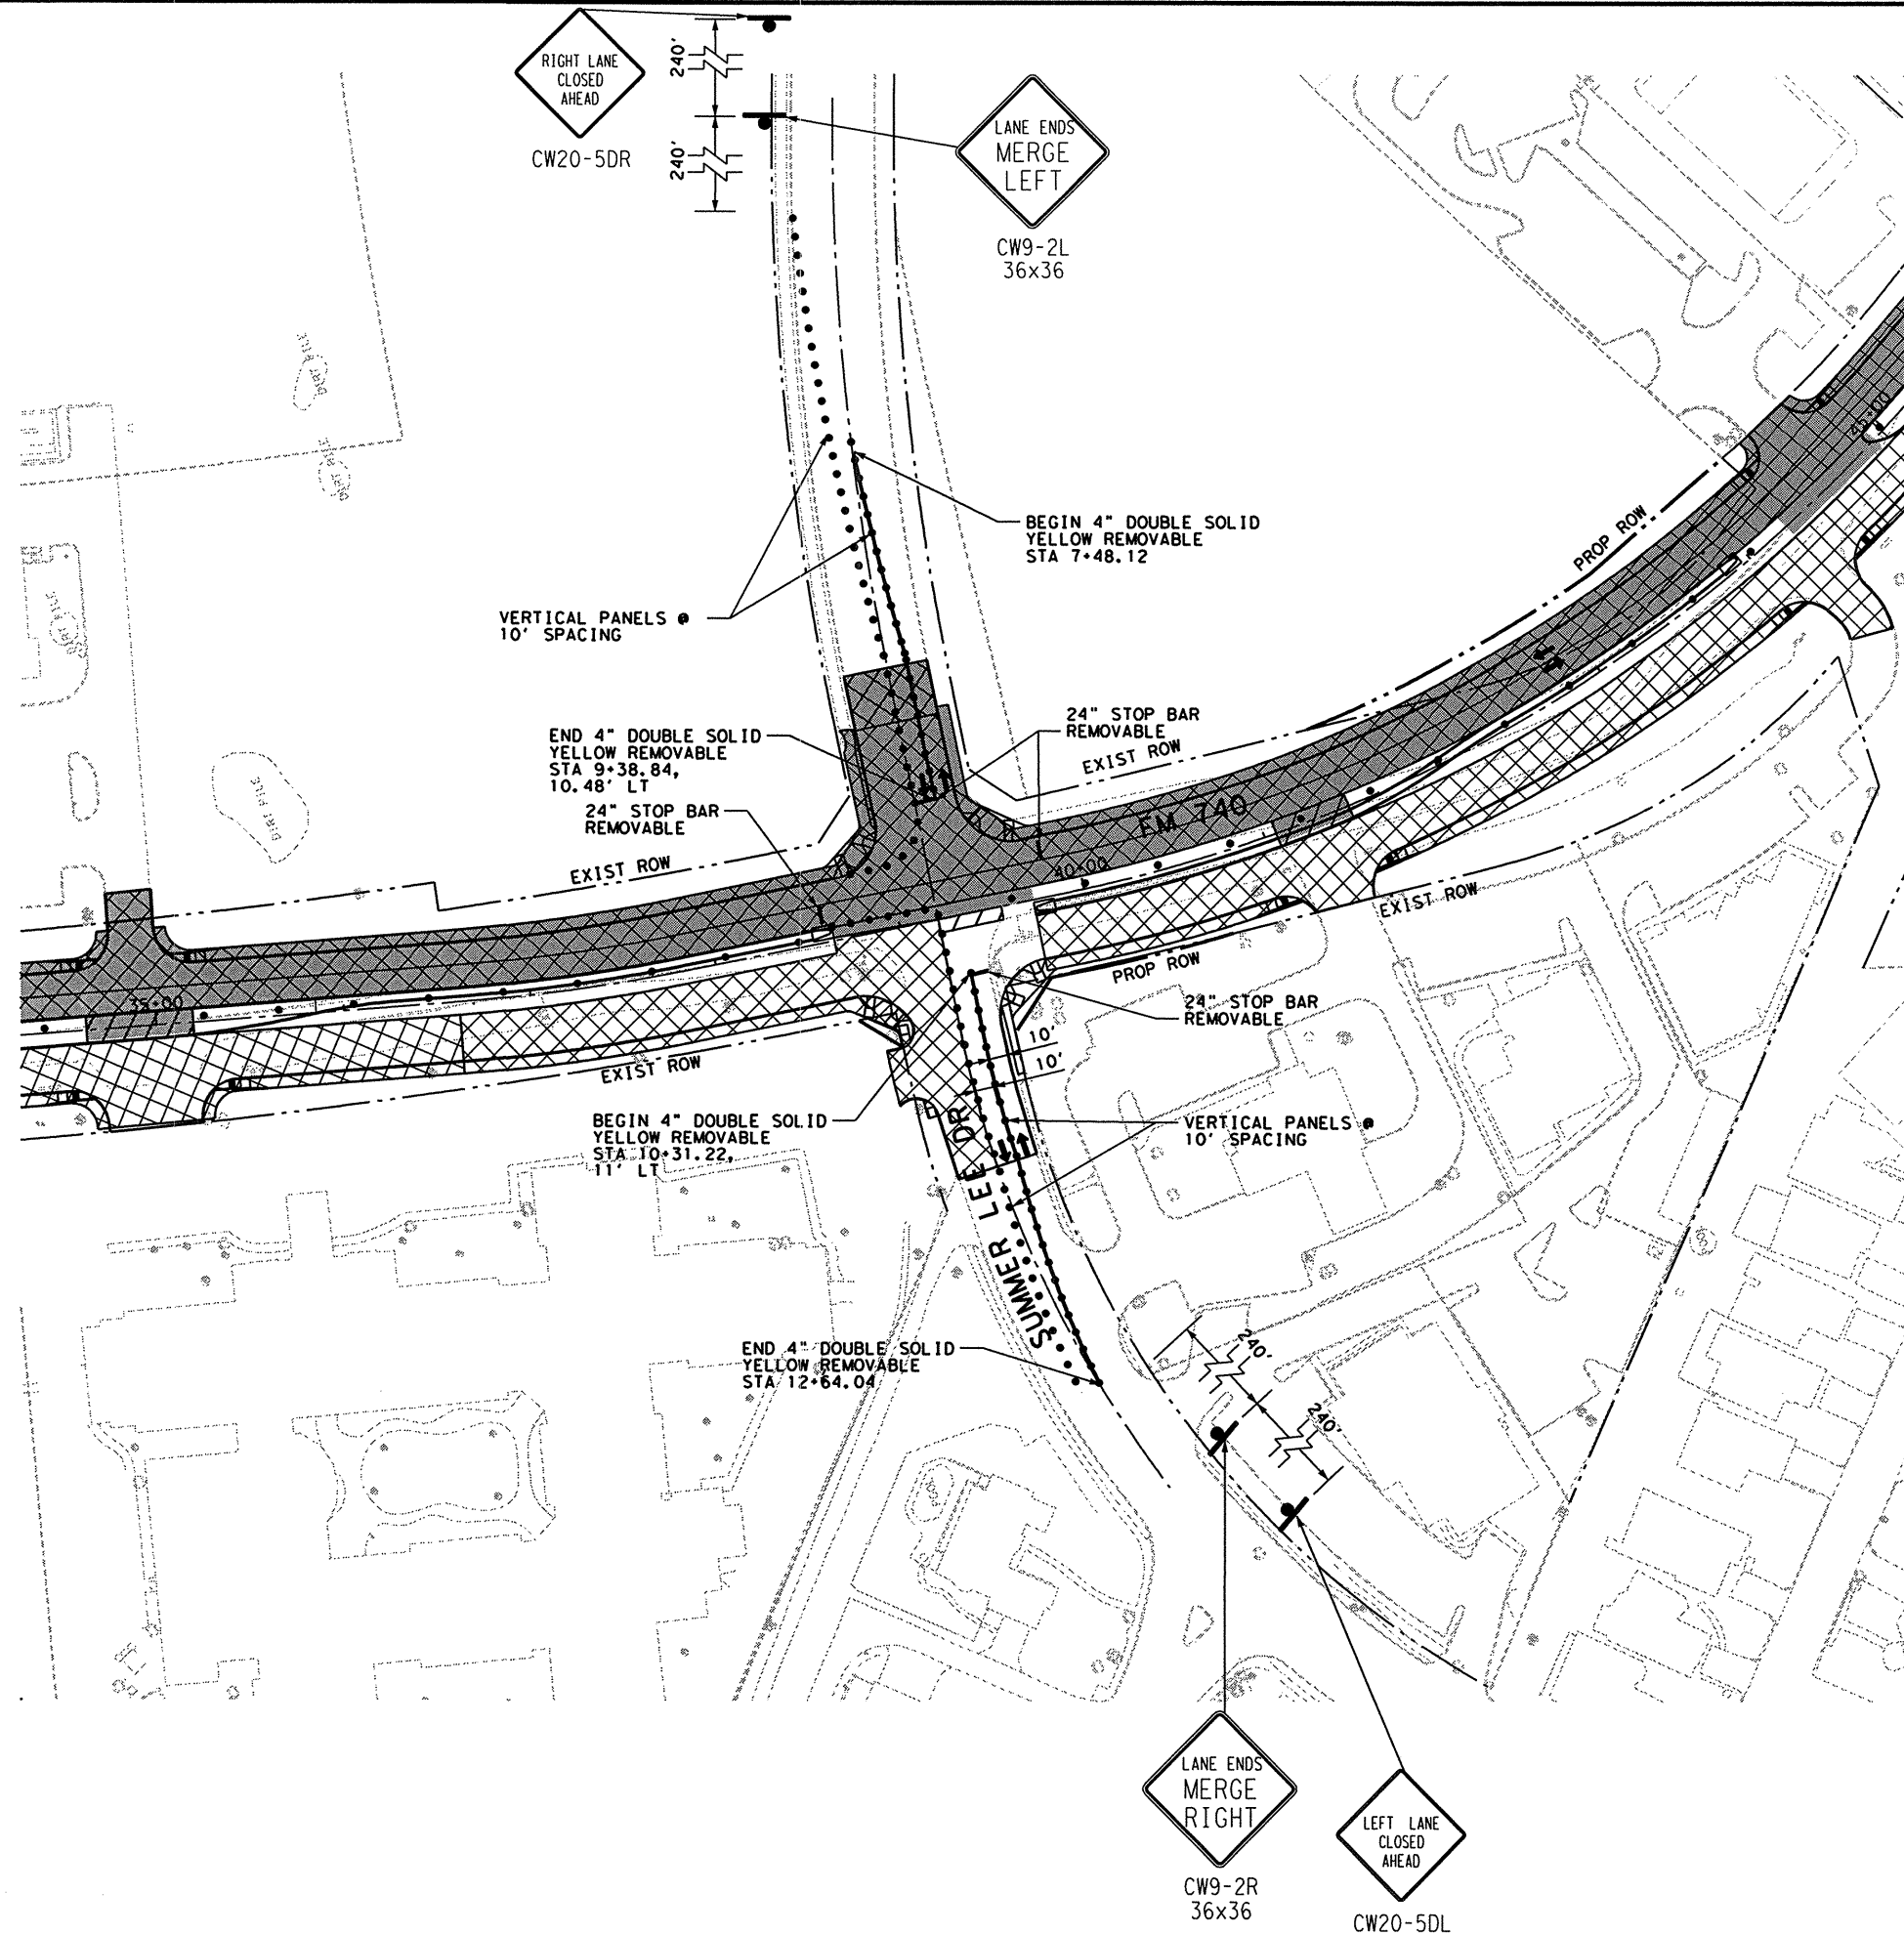 RIGHT LANE
CLOSED
AHEAD
CW20-5DR
240'
240'
LANE ENDS
MERGE
LEFT
CW9-2L
36x36
BEGIN 4" DOUBLE SOLID
YELLOW REMOVABLE
STA 7+48.12
VERTICAL PANELS @
10' SPACING
PROP ROW
45+00
END 4" DOUBLE SOLID
YELLOW REMOVABLE
STA 9+38.84,
10.48' LT
24" STOP BAR
REMOVABLE
24" STOP BAR
REMOVABLE
EXIST ROW
FM 740
40+00
EXIST ROW
DIRT PILE
DIRT PILE
EXIST ROW
PROP ROW
35+00
24" STOP BAR
REMOVABLE
10'
10'
EXIST ROW
BEGIN 4" DOUBLE SOLID
YELLOW REMOVABLE
STA 10+31.22,
11' LT
VERTICAL PANELS @
10' SPACING
SUMMER LEE DR
END 4" DOUBLE SOLID
YELLOW REMOVABLE
STA 12+64.04
240'
240'
LANE ENDS
MERGE
RIGHT
CW9-2R
36x36
LEFT LANE
CLOSED
AHEAD
CW20-5DL